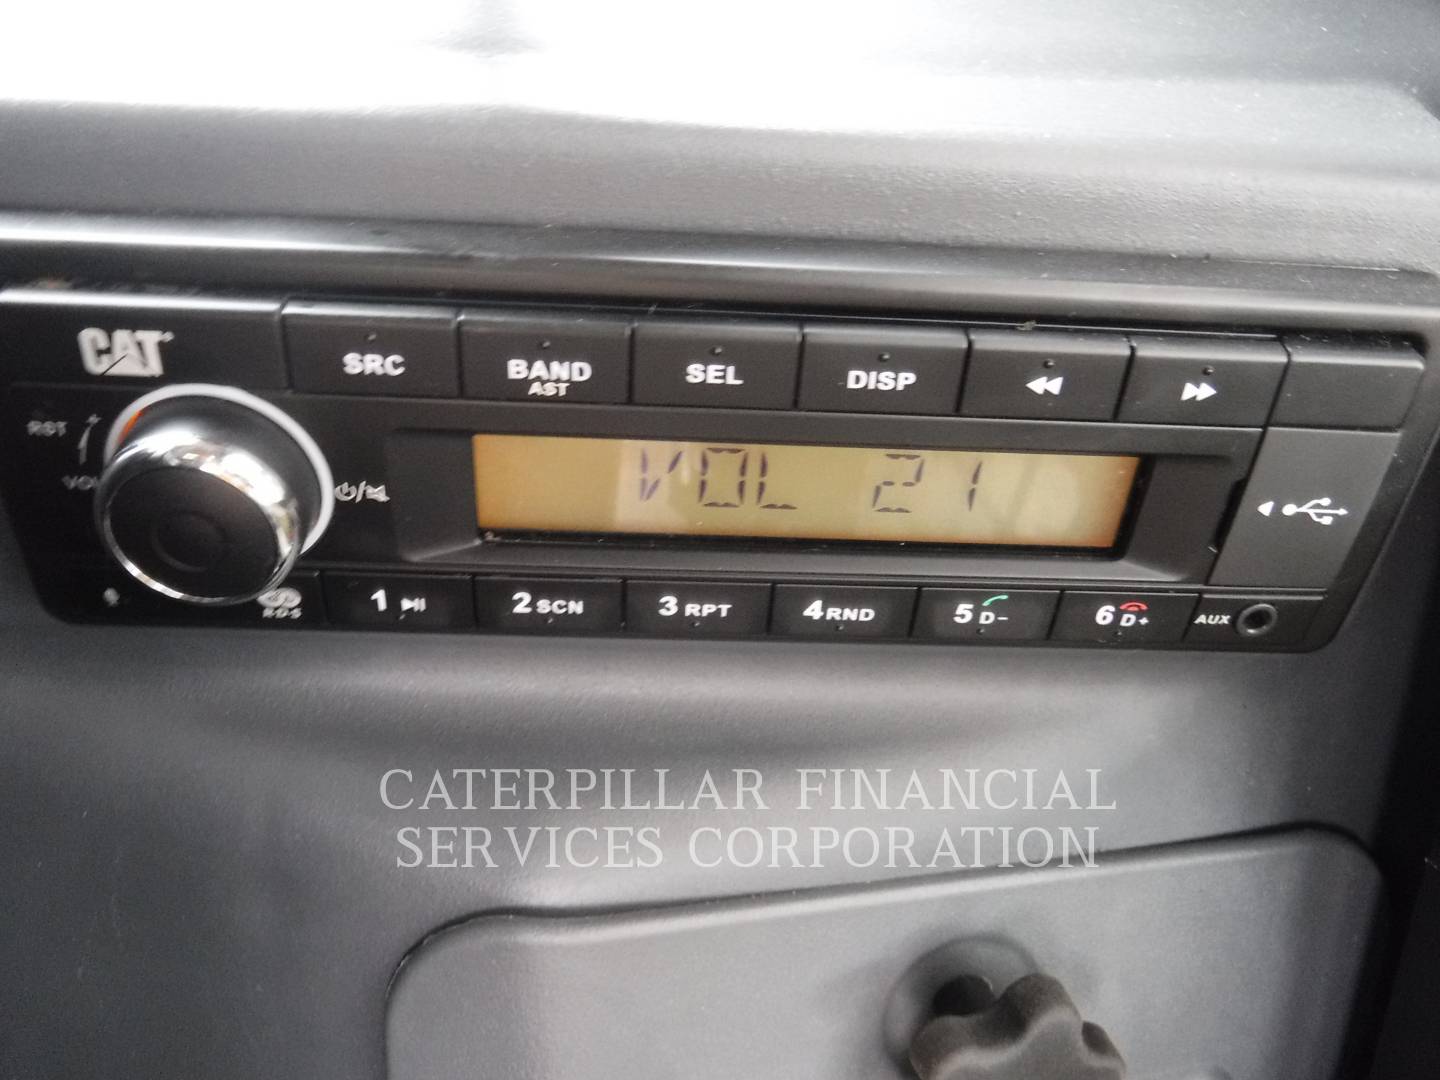 CAT
SRC BAND SEL DISP
AST
RST
VOL
VOL 21
R·D·S
1 2 SCN 3 RPT 4 RND 5 D- 6 D+ AUX
CATERPILLAR FINANCIAL
SERVICES CORPORATION